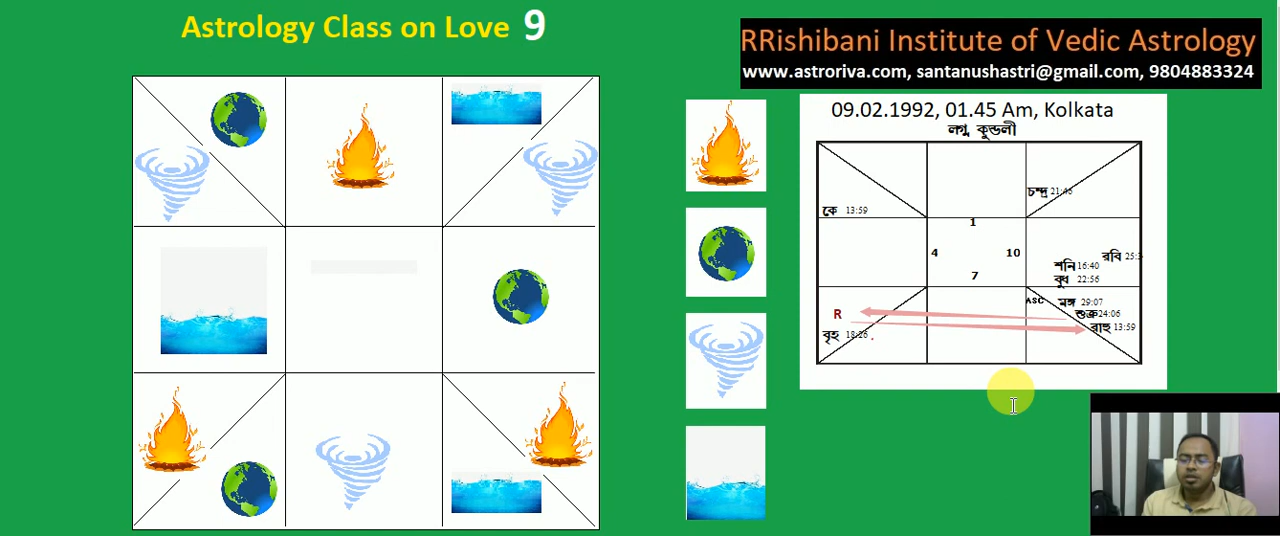 Astrology Class on Love 9
RRishibani Institute of Vedic Astrology
www.astroriva.com, santanushastri@gmail.com, 9804883324
09.02.1992, 01.45 Am, Kolkata
লগ্ন কুন্ডলী
চন্দ্র 21:45
কে 13:59
1
4
10
7
রবি
শনি 16:40
বুধ 22:56
ASC
মঙ্গ 29:07
শুক্র 24:06
রাহু 13:59
R
বৃহ 18:26